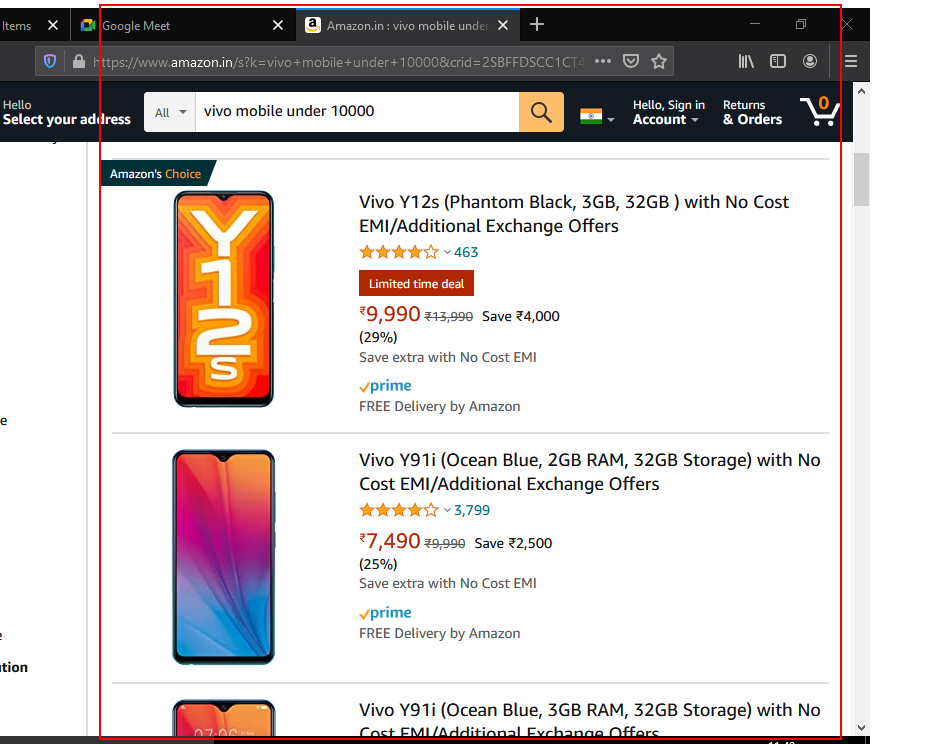 Items
Google Meet
Amazon.in : vivo mobile under
https://www.amazon.in/s?k=vivo+mobile+under+10000&crid=2SBFFDSCC1CT4
Hello
Select your address
All
vivo mobile under 10000
Hello, Sign in
Account
Returns
& Orders
0
Amazon's Choice
Y12s
Vivo Y12s (Phantom Black, 3GB, 32GB ) with No Cost
EMI/Additional Exchange Offers
463
Limited time deal
₹9,990 ₹13,990 Save ₹4,000
(29%)
Save extra with No Cost EMI
prime
FREE Delivery by Amazon
e
Vivo Y91i (Ocean Blue, 2GB RAM, 32GB Storage) with No
Cost EMI/Additional Exchange Offers
3,799
₹7,490 ₹9,990 Save ₹2,500
(25%)
Save extra with No Cost EMI
prime
FREE Delivery by Amazon
Vivo Y91i (Ocean Blue, 3GB RAM, 32GB Storage) with No
Cost EMI/Additional Exchange Offers